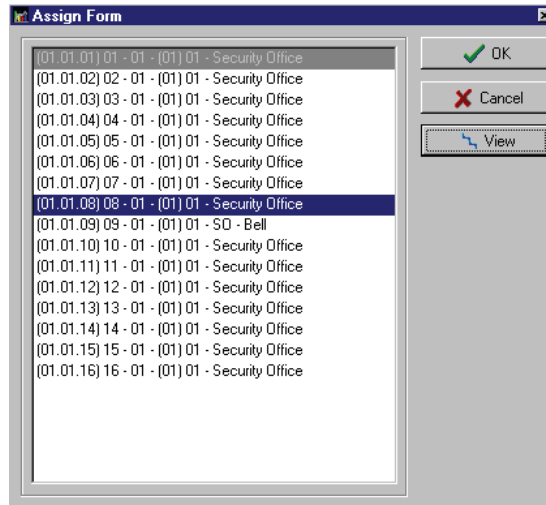 Assign Form
(01.01.01) 01 - 01 - (01) 01 - Security Office
(01.01.02) 02 - 01 - (01) 01 - Security Office
(01.01.03) 03 - 01 - (01) 01 - Security Office
(01.01.04) 04 - 01 - (01) 01 - Security Office
(01.01.05) 05 - 01 - (01) 01 - Security Office
(01.01.06) 06 - 01 - (01) 01 - Security Office
(01.01.07) 07 - 01 - (01) 01 - Security Office
(01.01.08) 08 - 01 - (01) 01 - Security Office
(01.01.09) 09 - 01 - (01) 01 - SO - Bell
(01.01.10) 10 - 01 - (01) 01 - Security Office
(01.01.11) 11 - 01 - (01) 01 - Security Office
(01.01.12) 12 - 01 - (01) 01 - Security Office
(01.01.13) 13 - 01 - (01) 01 - Security Office
(01.01.14) 14 - 01 - (01) 01 - Security Office
(01.01.15) 15 - 01 - (01) 01 - Security Office
(01.01.16) 16 - 01 - (01) 01 - Security Office
OK
Cancel
View